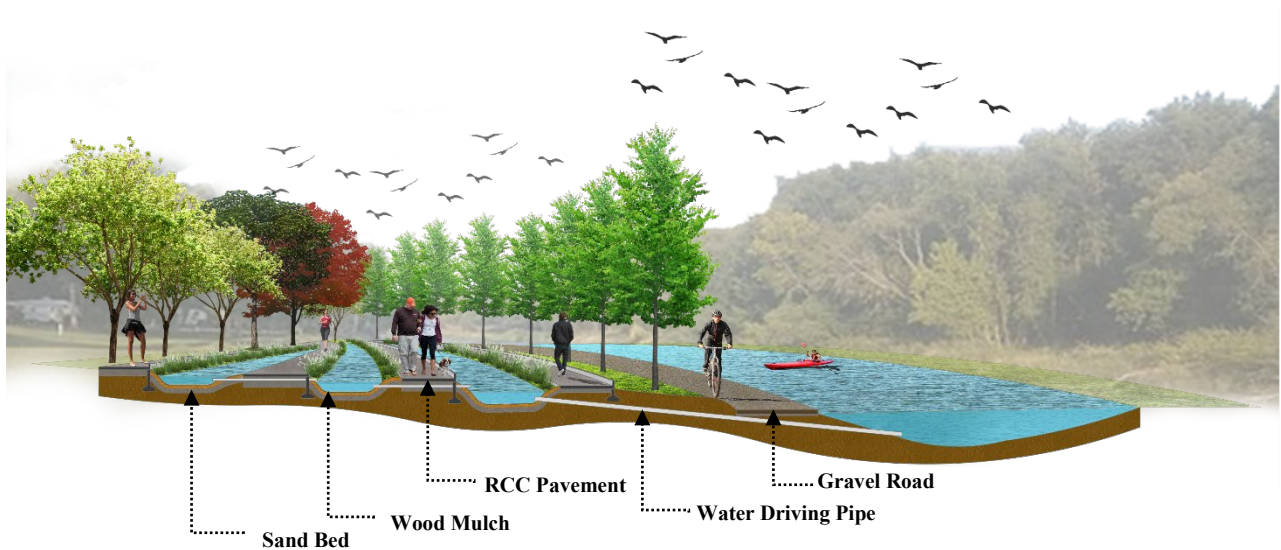 RCC Pavement
Gravel Road
Wood Mulch
Water Driving Pipe
Sand Bed